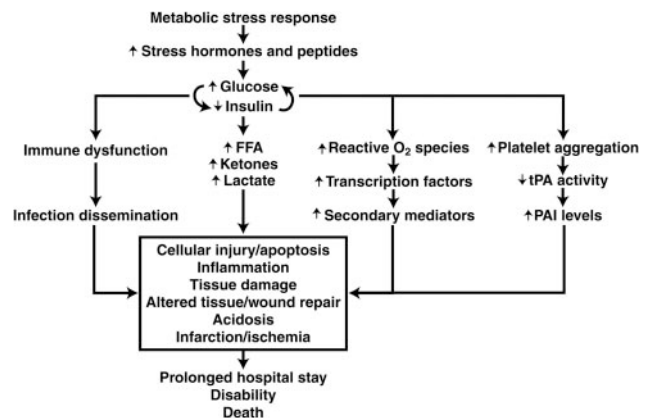 Metabolic stress response
↑ Stress hormones and peptides
↑ Glucose
↓ Insulin
Immune dysfunction
Infection dissemination
↑ FFA
↑ Ketones
↑ Lactate
↑ Reactive O₂ species
↑ Transcription factors
↑ Secondary mediators
↑ Platelet aggregation
↓ tPA activity
↑ PAI levels
Cellular injury/apoptosis
Inflammation
Tissue damage
Altered tissue/wound repair
Acidosis
Infarction/ischemia
Prolonged hospital stay
Disability
Death